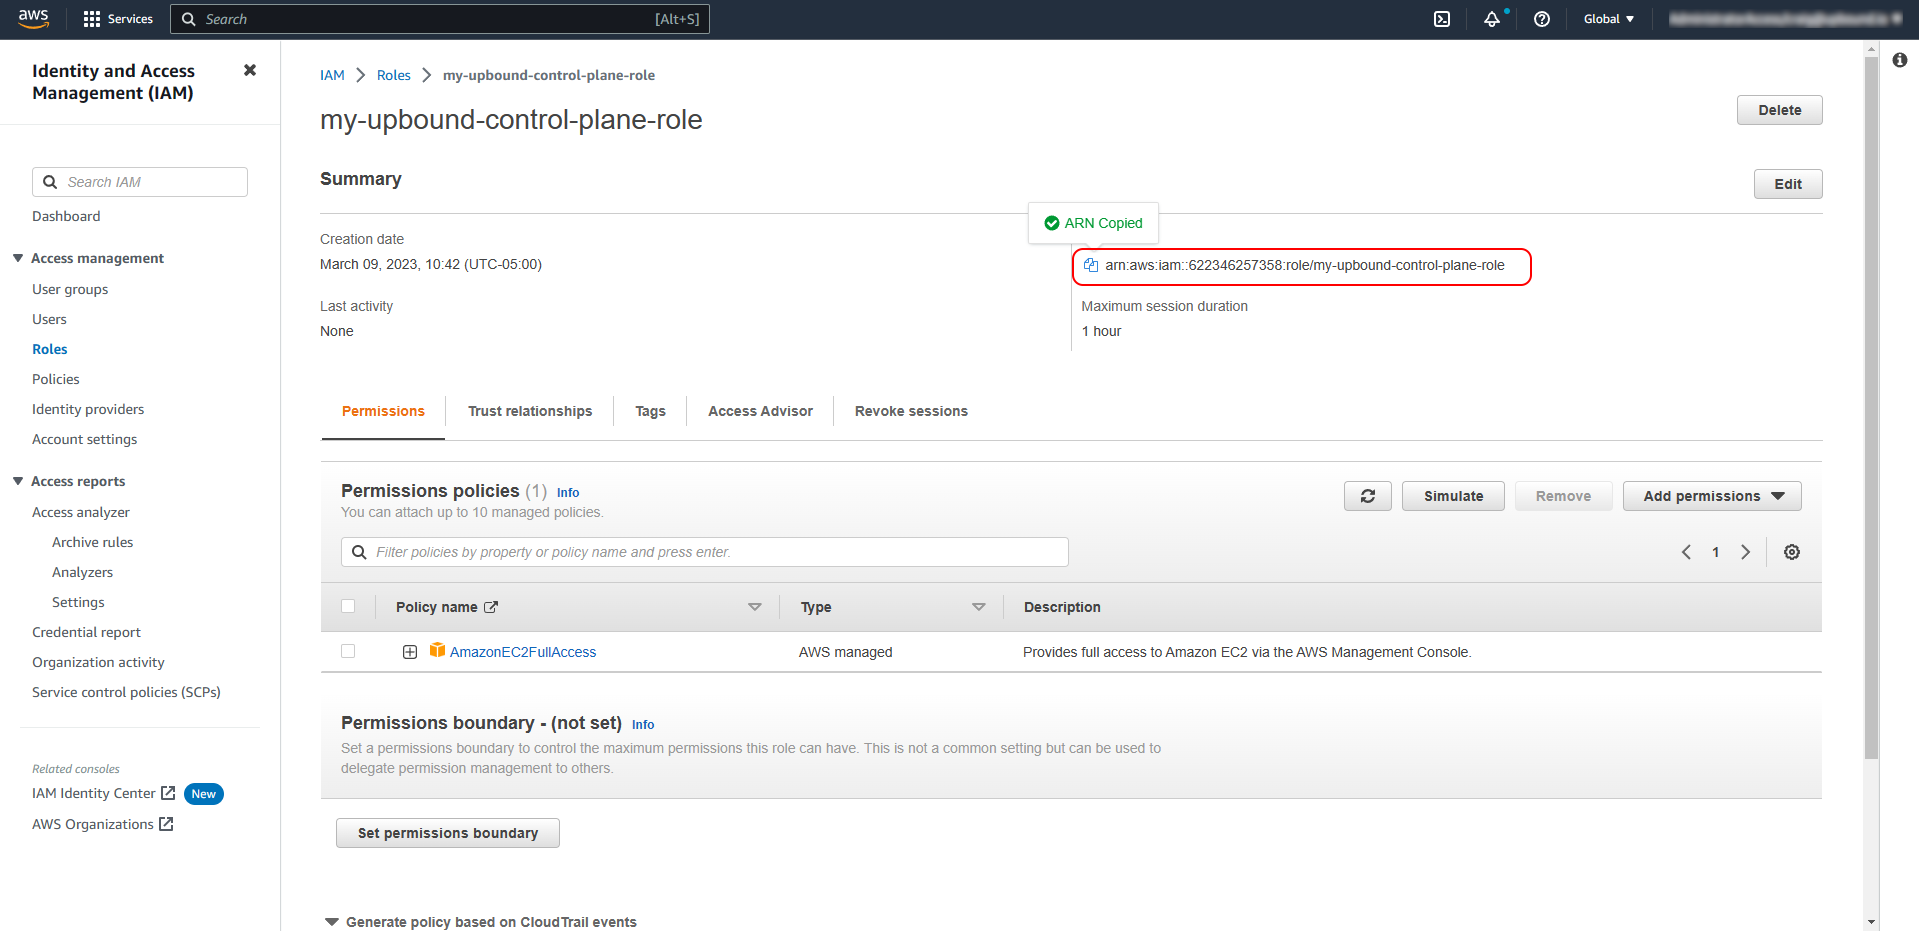 aws
Services
Search
[Alt+S]
Global
Identity and Access
Management (IAM)
Search IAM
Dashboard
Access management
User groups
Users
Roles
Policies
Identity providers
Account settings
Access reports
Access analyzer
Archive rules
Analyzers
Settings
Credential report
Organization activity
Service control policies (SCPs)
Related consoles
IAM Identity Center New
AWS Organizations
IAM Roles my-upbound-control-plane-role
my-upbound-control-plane-role
Delete
Summary
Edit
Creation date
March 09, 2023, 10:42 (UTC-05:00)
ARN Copied
arn:aws:iam::622346257358:role/my-upbound-control-plane-role
Last activity
None
Maximum session duration
1 hour
Permissions Trust relationships Tags Access Advisor Revoke sessions
Permissions policies (1) Info
You can attach up to 10 managed policies.
Simulate Remove Add permissions
Filter policies by property or policy name and press enter.
1
Policy name Type Description
AmazonEC2FullAccess AWS managed Provides full access to Amazon EC2 via the AWS Management Console.
Permissions boundary - (not set) Info
Set a permissions boundary to control the maximum permissions this role can have. This is not a common setting but can be used to
delegate permission management to others.
Set permissions boundary
Generate policy based on CloudTrail events